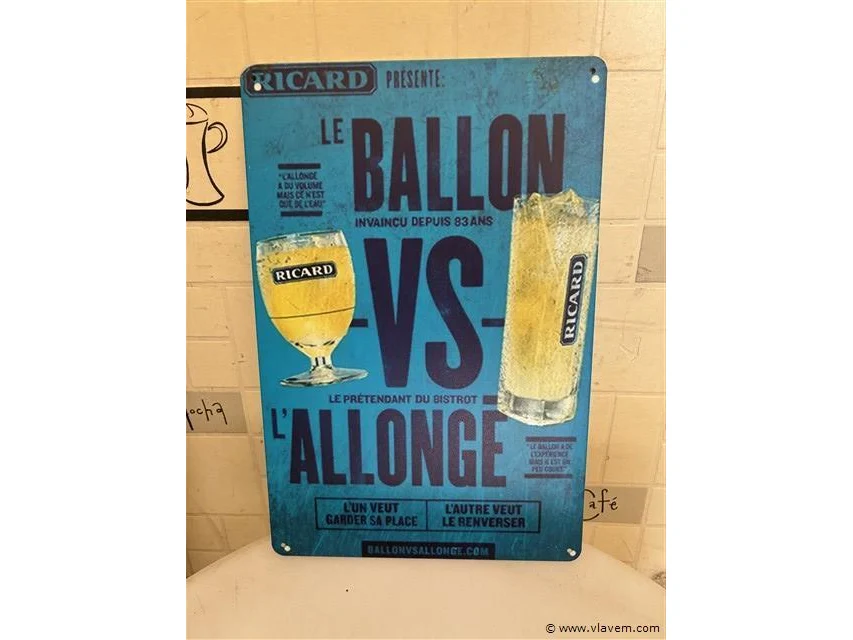 RICARD PRÉSENTE:
LE
BALLON
"L'ALLONGÉ
A DU VOLUME
MAIS CE N'EST
QUE DE L'EAU"
INVAINCU DEPUIS 83 ANS
RICARD
VS
RICARD
LE PRÉTENDANT DU BISTROT
L'ALLONGÉ
"LE BALLON A DE
L'EXPÉRIENCE
MAIS IL EST UN
PEU COURT"
L'UN VEUT
GARDER SA PLACE
L'AUTRE VEUT
LE RENVERSER
BALLONVSALLONGE.COM
mocha
Café
© www.vlavem.com